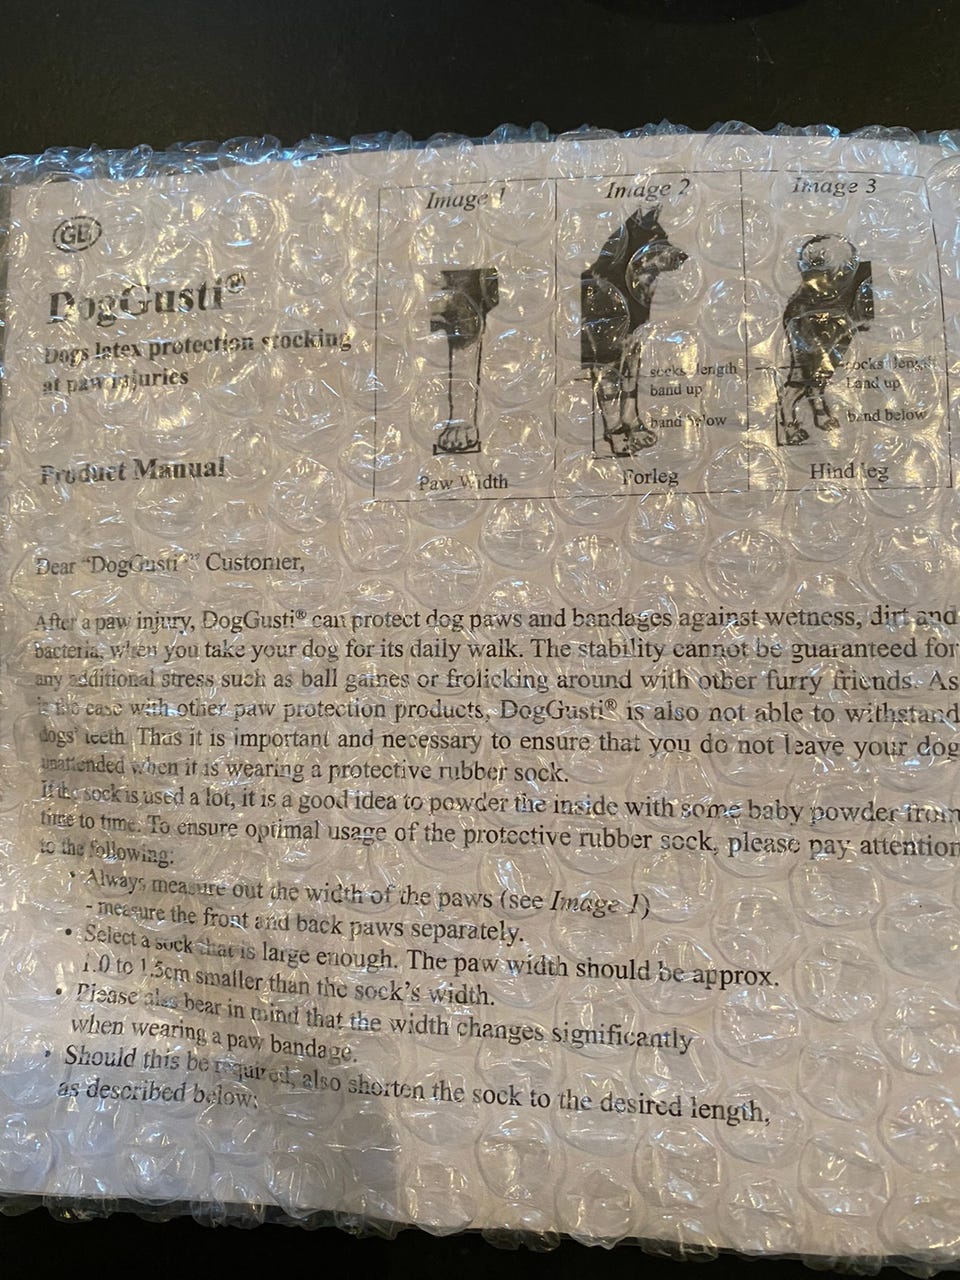 GB
DogGusti®
Dogs latex protection stocking
at paw injuries
Product Manual
Image 1
Paw Width
Image 2
socks length
band up
band below
Forleg
Image 3
socks length
band up
band below
Hind leg
Dear "DogGusti®" Customer,
After a paw injury, DogGusti® can protect dog paws and bandages against wetness, dirt and
bacteria, when you take your dog for its daily walk. The stability cannot be guaranteed for
any additional stress such as ball games or frolicking around with other furry friends. As
is the case with other paw protection products, DogGusti® is also not able to withstand
dogs' teeth. Thus it is important and necessary to ensure that you do not leave your dog
unattended when it is wearing a protective rubber sock.
If the sock is used a lot, it is a good idea to powder the inside with some baby powder from
time to time. To ensure optimal usage of the protective rubber sock, please pay attention
to the following:
• Always measure out the width of the paws (see Image 1)
- measure the front and back paws separately.
• Select a sock that is large enough. The paw width should be approx.
1.0 to 1.5cm smaller than the sock's width.
• Please also bear in mind that the width changes significantly
when wearing a paw bandage.
• Should this be required, also shorten the sock to the desired length,
as described below: